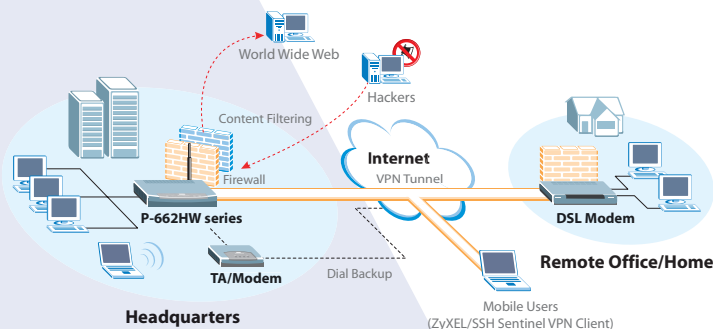 World Wide Web
Hackers
Content Filtering
Firewall
Internet
VPN Tunnel
P-662HW series
DSL Modem
TA/Modem
Dial Backup
Remote Office/Home
Mobile Users
(ZyXEL/SSH Sentinel VPN Client)
Headquarters